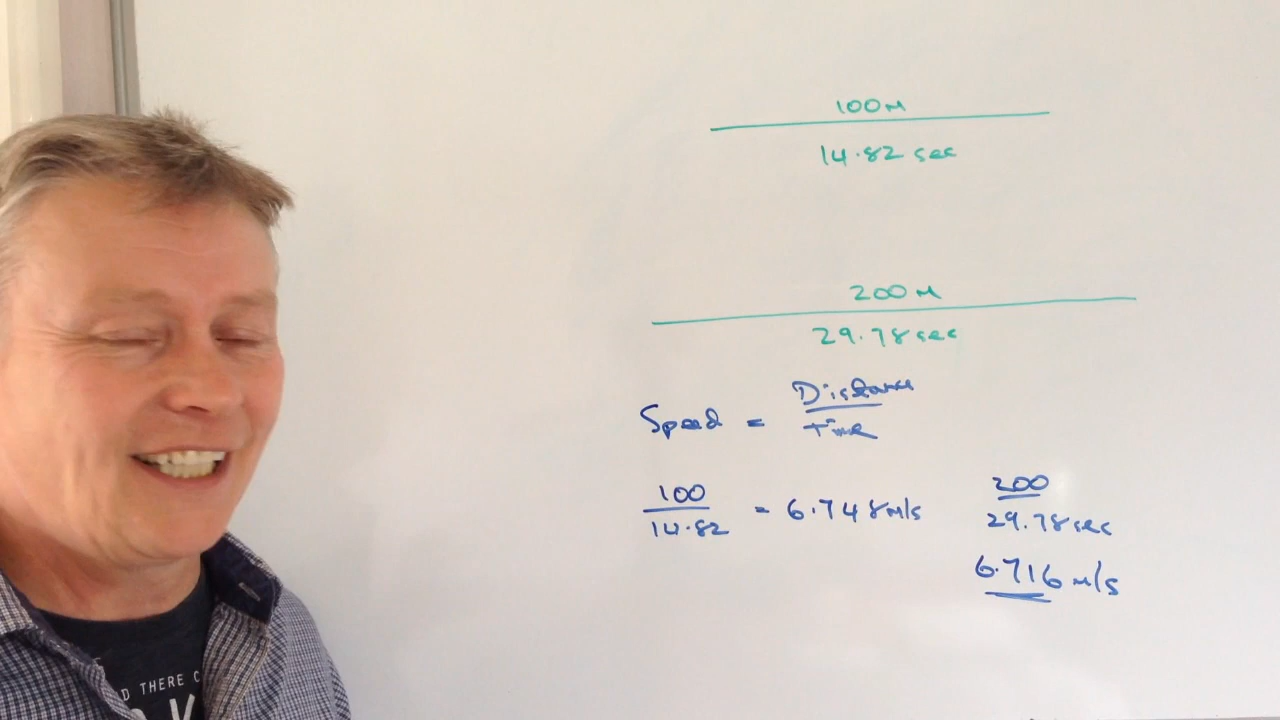 100M
14.82 sec
200M
29.78 sec
Speed = Distance
Time
100
14.82
= 6.748 M/s
200
29.78 sec
6.716 M/s
D THERE C